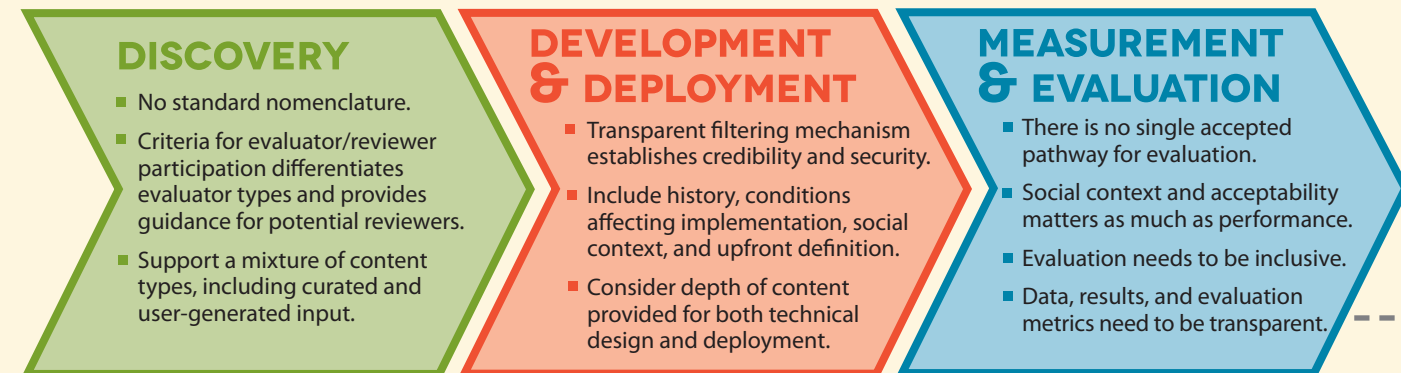 DISCOVERY
■ No standard nomenclature.
■ Criteria for evaluator/reviewer
participation differentiates
evaluator types and provides
guidance for potential reviewers.
■ Support a mixture of content
types, including curated and
user-generated input.
DEVELOPMENT
& DEPLOYMENT
■ Transparent filtering mechanism
establishes credibility and security.
■ Include history, conditions
affecting implementation, social
context, and upfront definition.
■ Consider depth of content
provided for both technical
design and deployment.
MEASUREMENT
& EVALUATION
■ There is no single accepted
pathway for evaluation.
■ Social context and acceptability
matters as much as performance.
■ Evaluation needs to be inclusive.
■ Data, results, and evaluation
metrics need to be transparent.